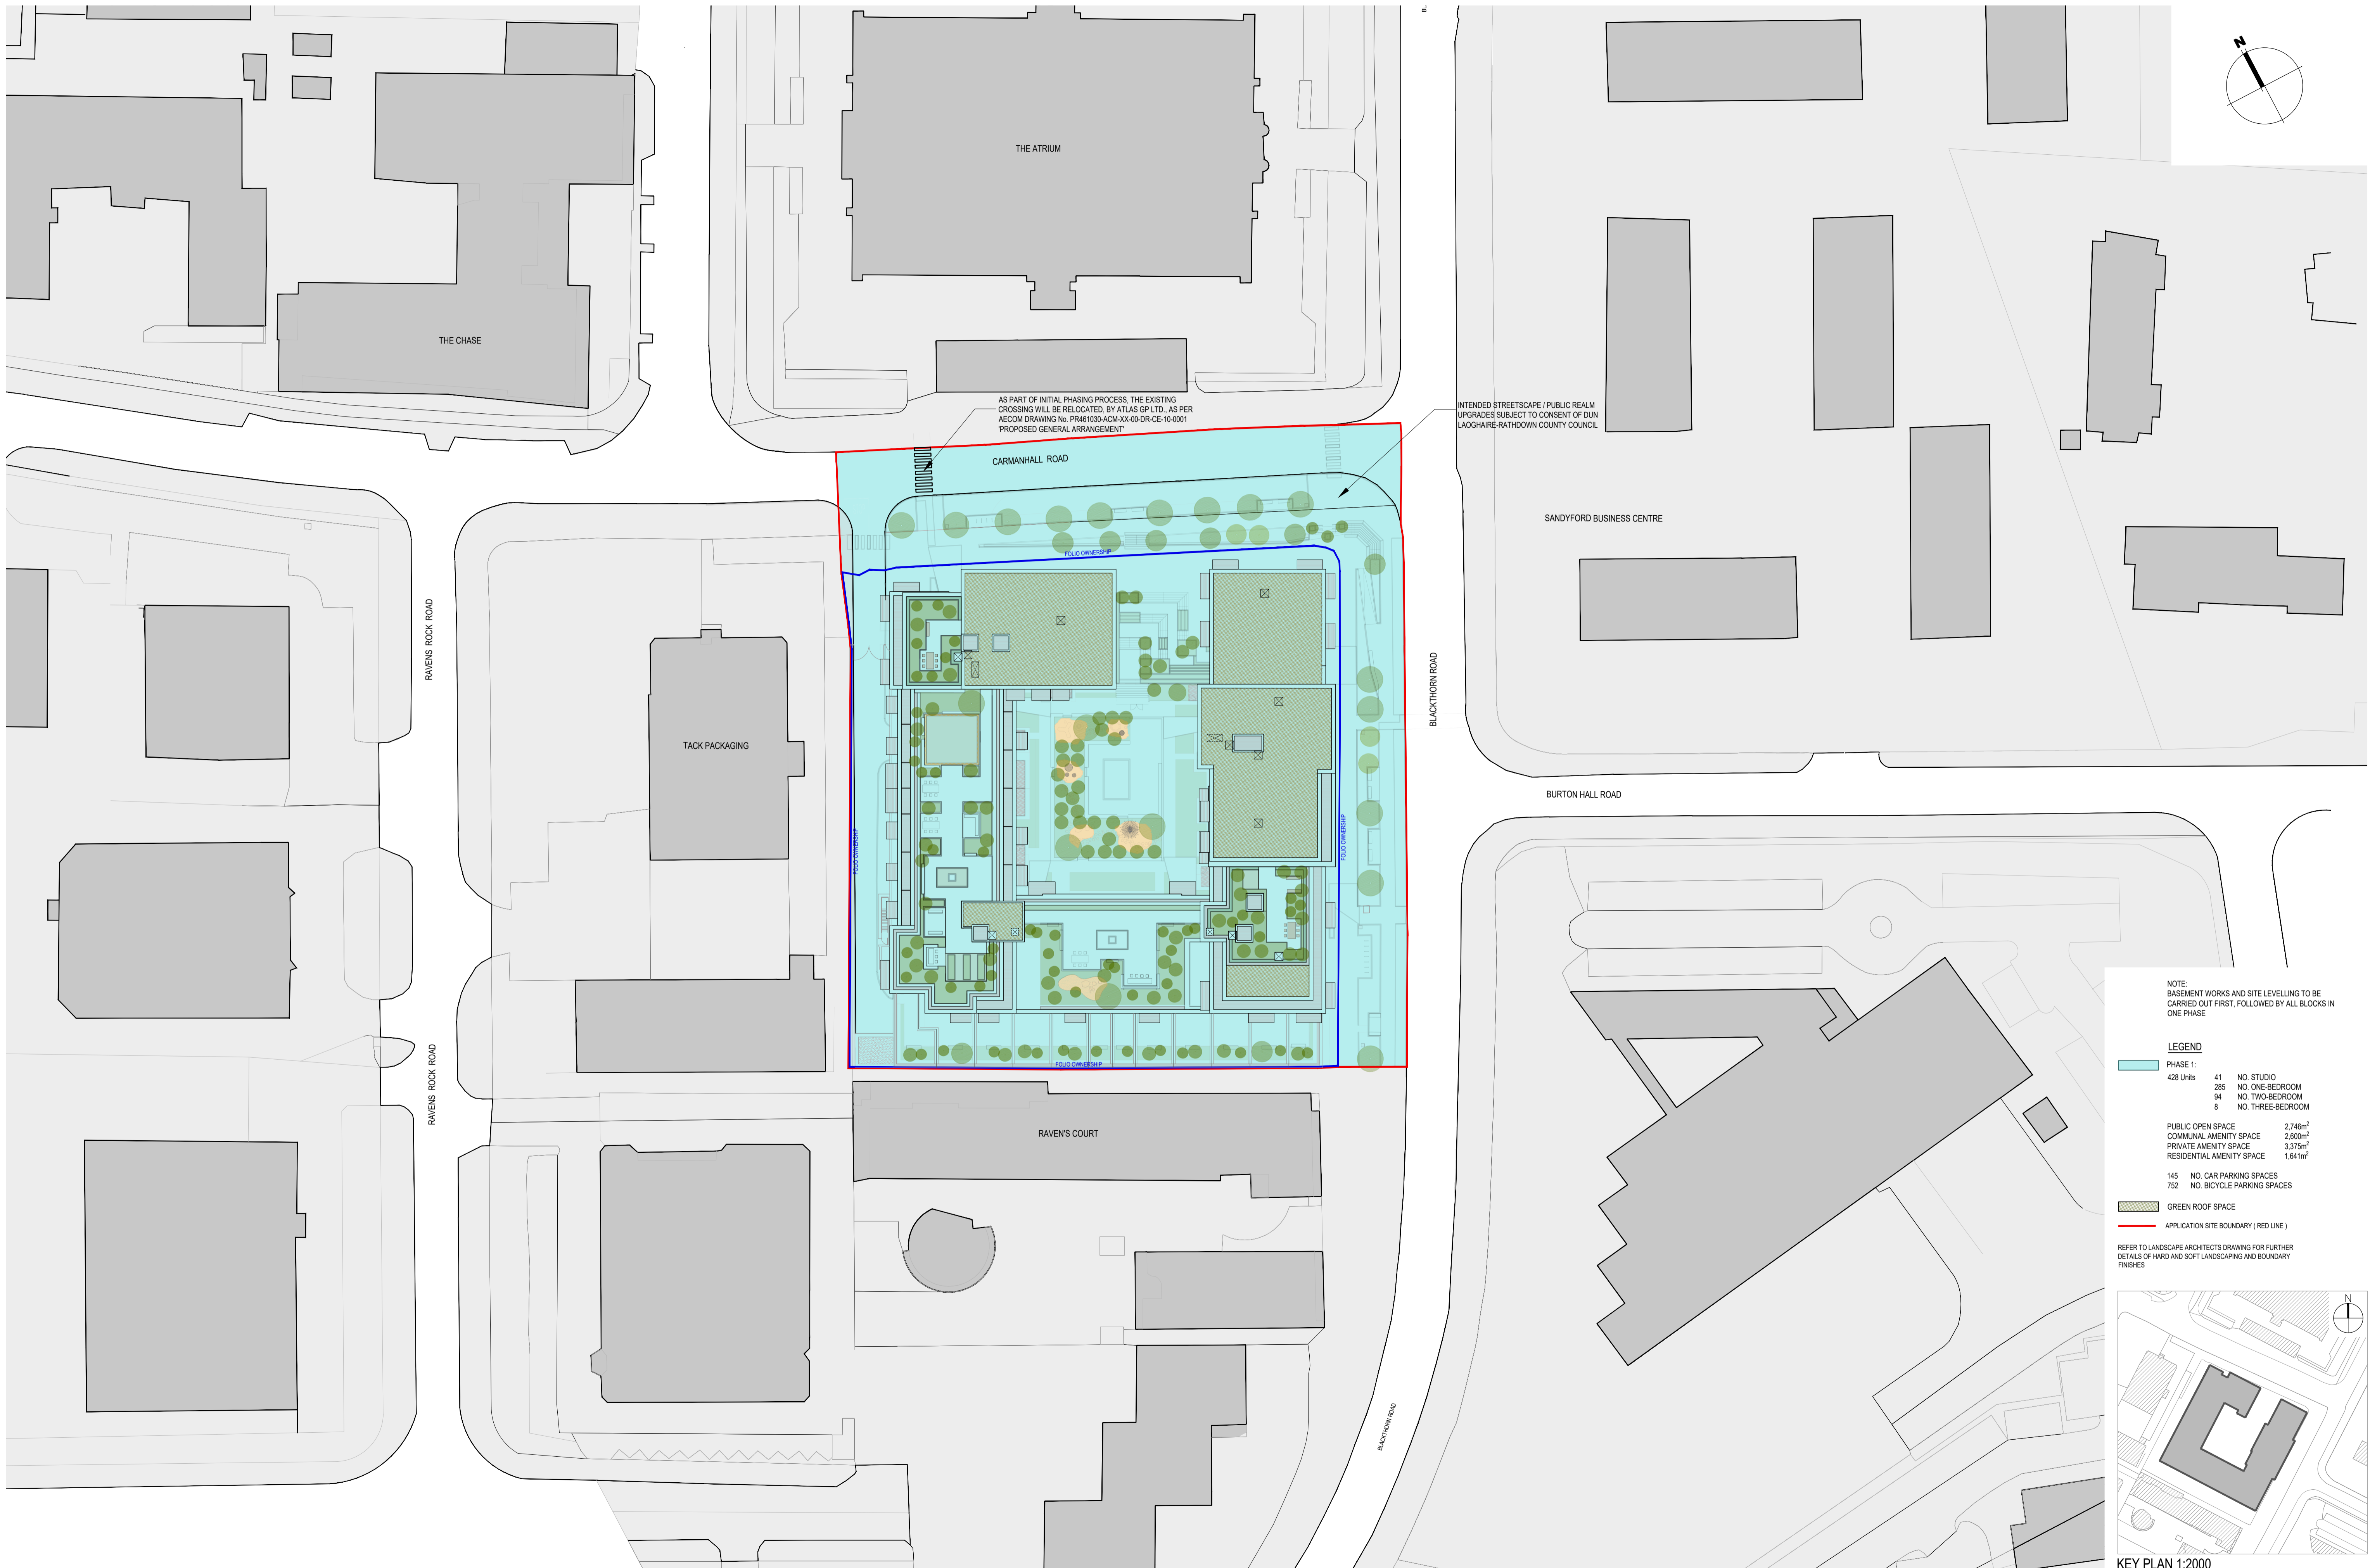 N
THE ATRIUM
THE CHASE
AS PART OF INITIAL PHASING PROCESS, THE EXISTING
CROSSING WILL BE RELOCATED, BY ATLAS GP LTD., AS PER
AECOM DRAWING No. PR461030-ACM-XX-00-DR-CE-10-0001
'PROPOSED GENERAL ARRANGEMENT'
INTENDED STREETSCAPE / PUBLIC REALM
UPGRADES SUBJECT TO CONSENT OF DUN
LAOGHAIRE-RATHDOWN COUNTY COUNCIL
CARMANHALL ROAD
SANDYFORD BUSINESS CENTRE
FOLIO OWNERSHIP
RAVENS ROCK ROAD
BLACKTHORN ROAD
TACK PACKAGING
BURTON HALL ROAD
FOLIO OWNERSHIP
FOLIO OWNERSHIP
FOLIO OWNERSHIP
RAVENS ROCK ROAD
RAVEN'S COURT
BLACKTHORN ROAD
NOTE:
BASEMENT WORKS AND SITE LEVELLING TO BE
CARRIED OUT FIRST, FOLLOWED BY ALL BLOCKS IN
ONE PHASE
LEGEND
PHASE 1:
428 Units 41 NO. STUDIO
285 NO. ONE-BEDROOM
94 NO. TWO-BEDROOM
8 NO. THREE-BEDROOM
PUBLIC OPEN SPACE 2,746m²
COMMUNAL AMENITY SPACE 2,600m²
PRIVATE AMENITY SPACE 3,375m²
RESIDENTIAL AMENITY SPACE 1,641m²
145 NO. CAR PARKING SPACES
752 NO. BICYCLE PARKING SPACES
GREEN ROOF SPACE
APPLICATION SITE BOUNDARY ( RED LINE )
REFER TO LANDSCAPE ARCHITECTS DRAWING FOR FURTHER
DETAILS OF HARD AND SOFT LANDSCAPING AND BOUNDARY
FINISHES
N
KEY PLAN 1:2000